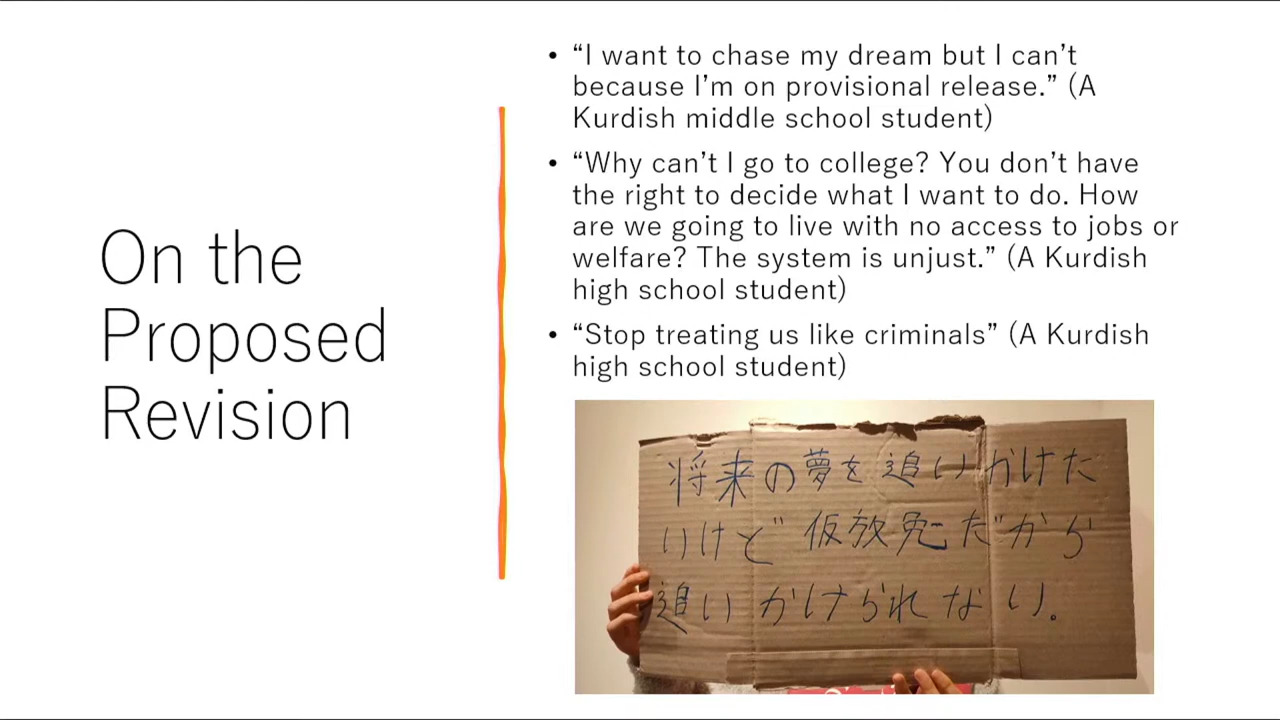 On the
Proposed
Revision
• “I want to chase my dream but I can’t
because I’m on provisional release.” (A
Kurdish middle school student)
• “Why can’t I go to college? You don’t have
the right to decide what I want to do. How
are we going to live with no access to jobs or
welfare? The system is unjust.” (A Kurdish
high school student)
• “Stop treating us like criminals” (A Kurdish
high school student)
将来の夢を追いかけた
いけど仮放免だから
追いかけられない。